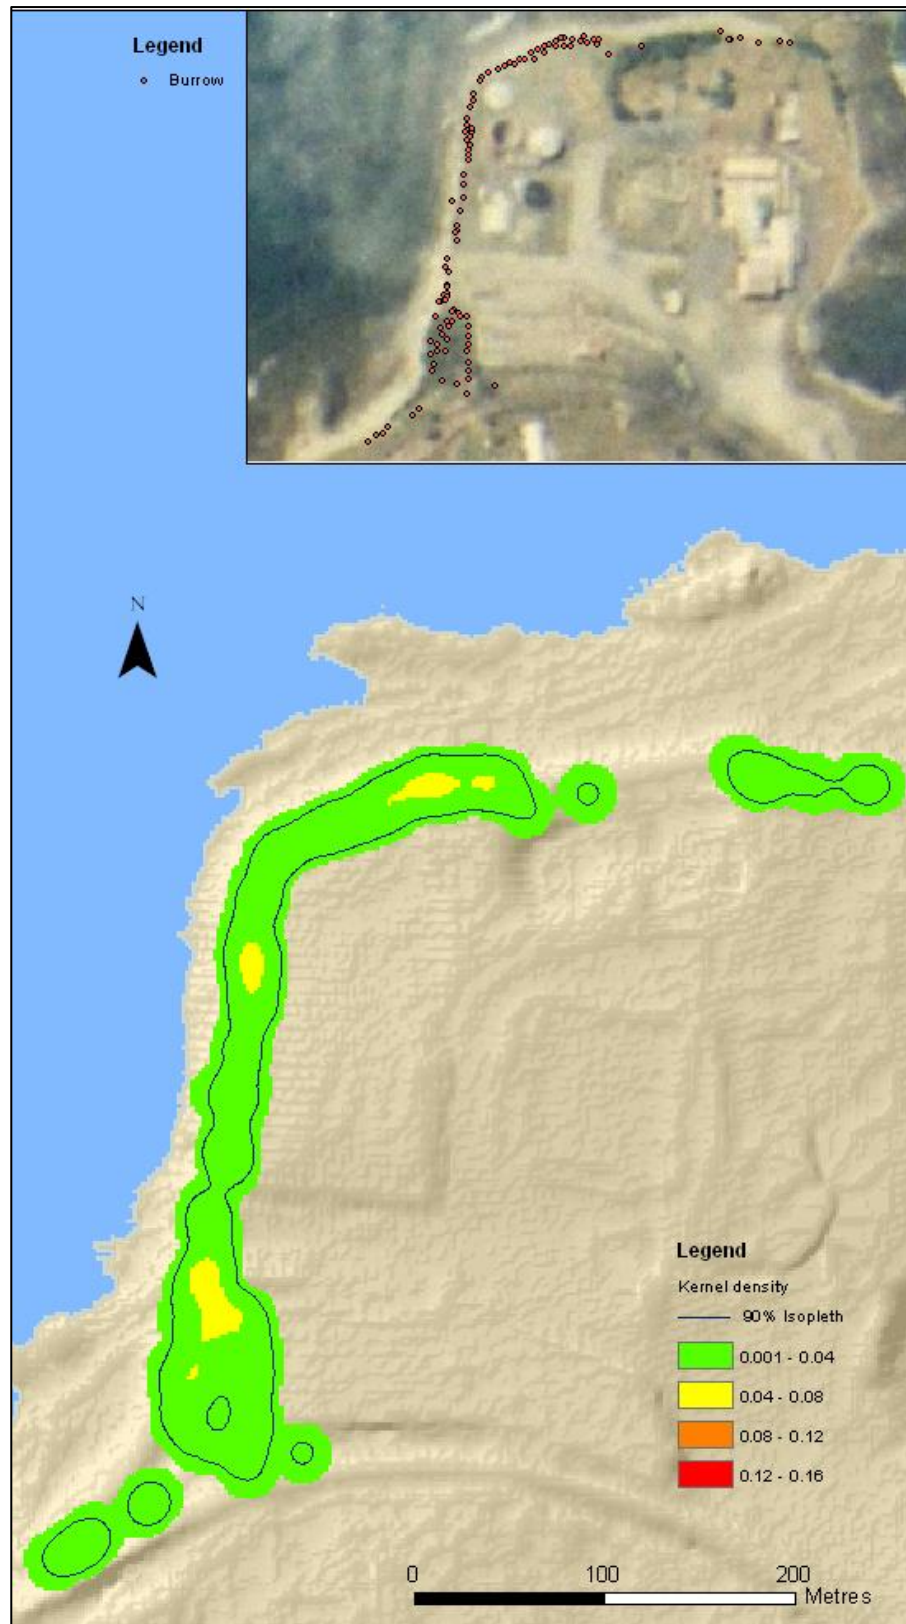 Legend
Burrow
N
Legend
Kernel density
90% Isopleth
0.001 - 0.04
0.04 - 0.08
0.08 - 0.12
0.12 - 0.16
0 100 200
Metres